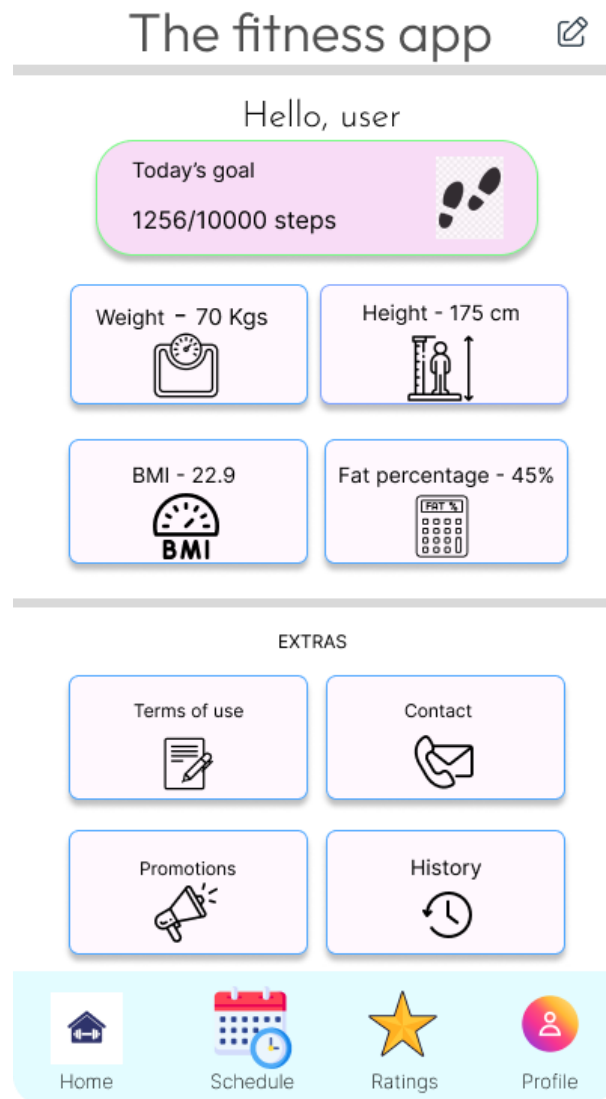 The fitness app
Hello, user
Today's goal
1256/10000 steps
Weight - 70 Kgs
Height - 175 cm
BMI - 22.9
BMI
Fat percentage - 45%
FAT %
EXTRAS
Terms of use
Contact
Promotions
History
Home
Schedule
Ratings
Profile